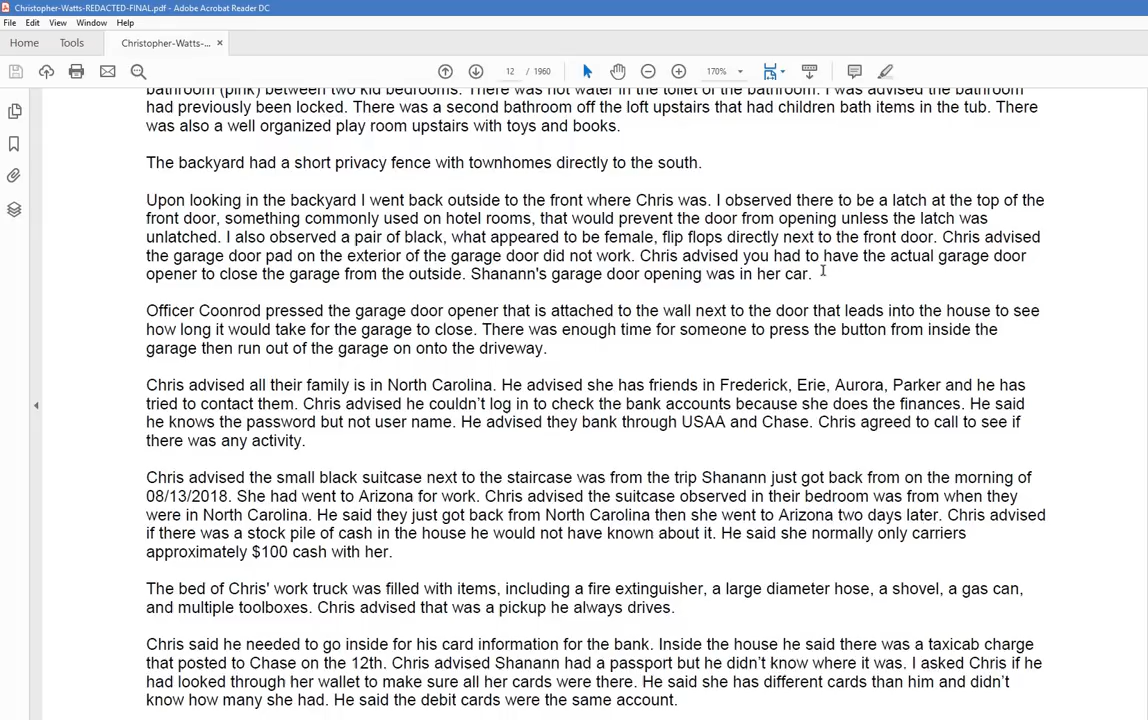 Christopher-Watts-REDACTED-FINAL.pdf - Adobe Acrobat Reader DC
File Edit View Window Help
Home Tools Christopher-Watts-... ×
12 / 1960 170%
bathroom (pink) between two kid bedrooms. There was not water in the toilet of the bathroom. I was advised the bathroom
had previously been locked. There was a second bathroom off the loft upstairs that had children bath items in the tub. There
was also a well organized play room upstairs with toys and books.
The backyard had a short privacy fence with townhomes directly to the south.
Upon looking in the backyard I went back outside to the front where Chris was. I observed there to be a latch at the top of the
front door, something commonly used on hotel rooms, that would prevent the door from opening unless the latch was
unlatched. I also observed a pair of black, what appeared to be female, flip flops directly next to the front door. Chris advised
the garage door pad on the exterior of the garage door did not work. Chris advised you had to have the actual garage door
opener to close the garage from the outside. Shanann's garage door opening was in her car.
Officer Coonrod pressed the garage door opener that is attached to the wall next to the door that leads into the house to see
how long it would take for the garage to close. There was enough time for someone to press the button from inside the
garage then run out of the garage on onto the driveway.
Chris advised all their family is in North Carolina. He advised she has friends in Frederick, Erie, Aurora, Parker and he has
tried to contact them. Chris advised he couldn't log in to check the bank accounts because she does the finances. He said
he knows the password but not user name. He advised they bank through USAA and Chase. Chris agreed to call to see if
there was any activity.
Chris advised the small black suitcase next to the staircase was from the trip Shanann just got back from on the morning of
08/13/2018. She had went to Arizona for work. Chris advised the suitcase observed in their bedroom was from when they
were in North Carolina. He said they just got back from North Carolina then she went to Arizona two days later. Chris advised
if there was a stock pile of cash in the house he would not have known about it. He said she normally only carriers
approximately $100 cash with her.
The bed of Chris' work truck was filled with items, including a fire extinguisher, a large diameter hose, a shovel, a gas can,
and multiple toolboxes. Chris advised that was a pickup he always drives.
Chris said he needed to go inside for his card information for the bank. Inside the house he said there was a taxicab charge
that posted to Chase on the 12th. Chris advised Shanann had a passport but he didn't know where it was. I asked Chris if he
had looked through her wallet to make sure all her cards were there. He said she has different cards than him and didn't
know how many she had. He said the debit cards were the same account.